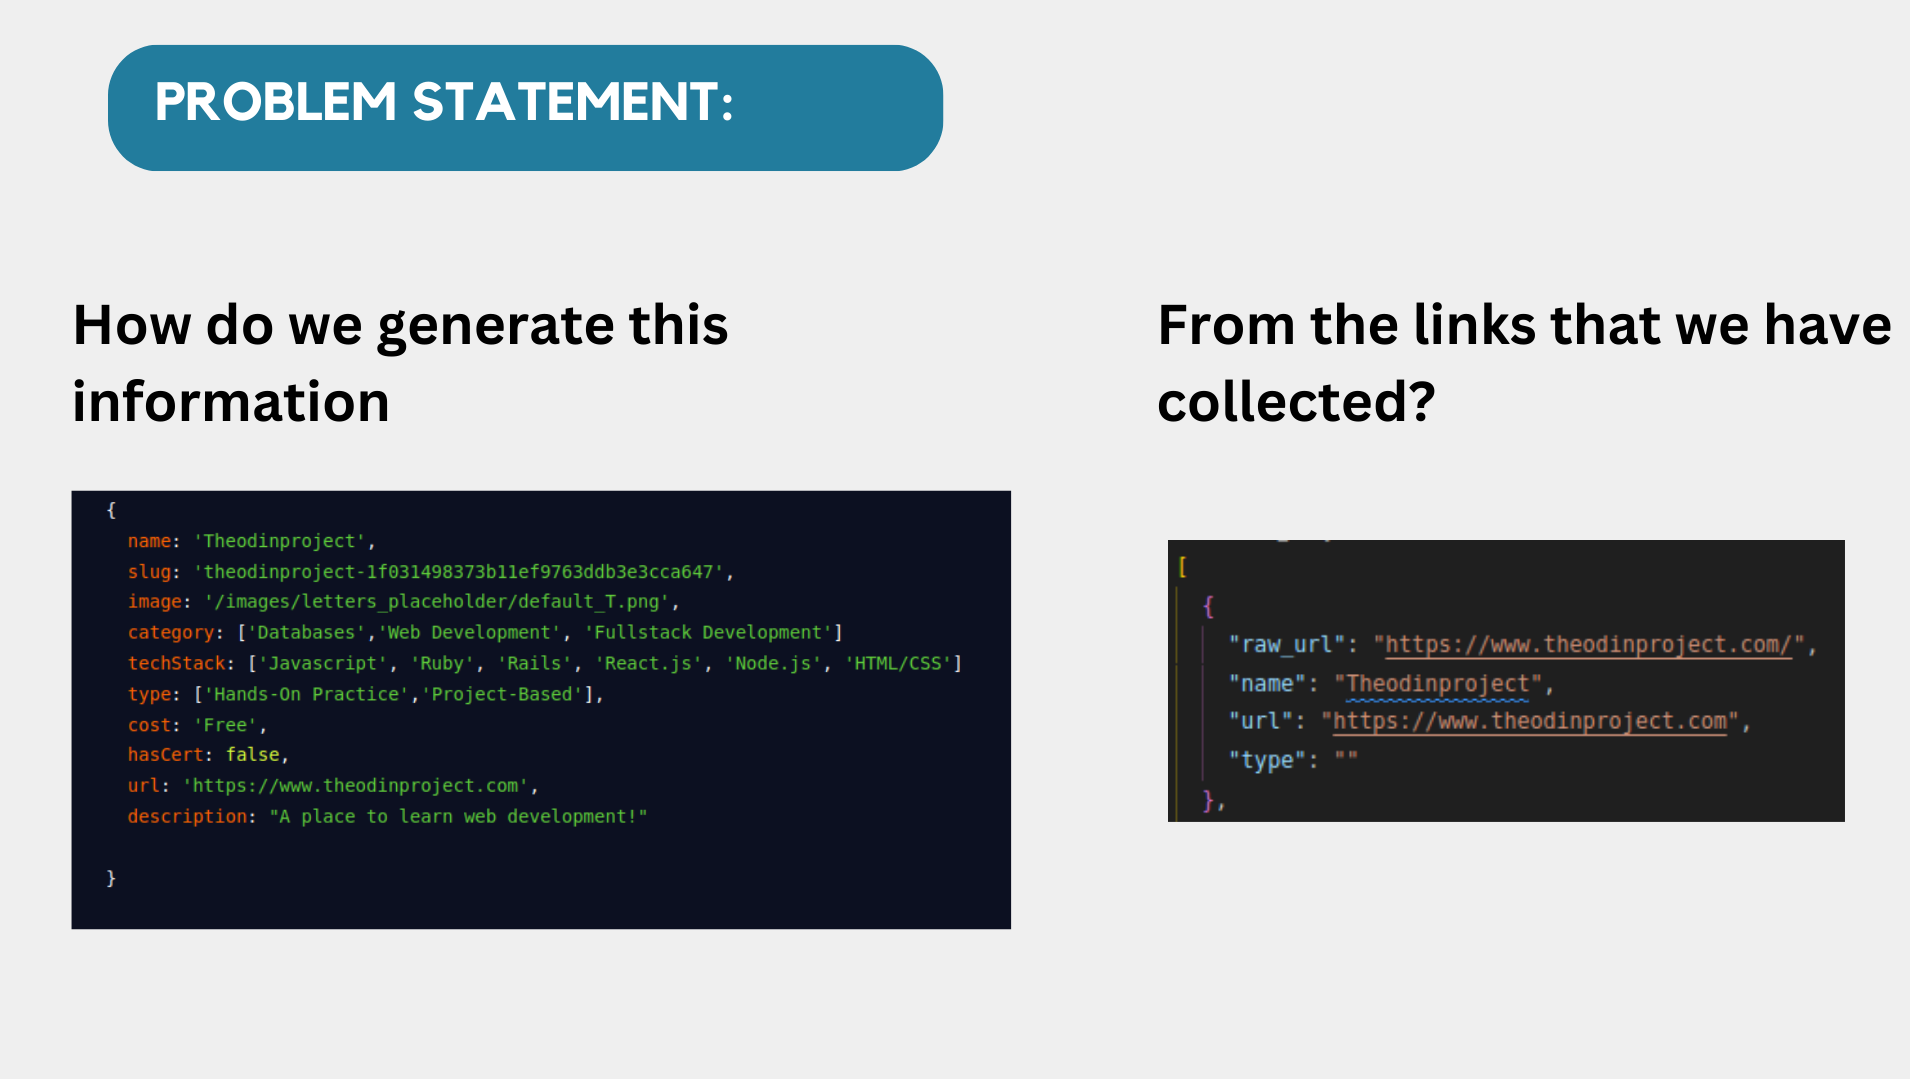 PROBLEM STATEMENT:
How do we generate this
information
{
name: 'Theodinproject',
slug: 'theodinproject-1f031498373b11ef9763ddb3e3cca647',
image: '/images/letters_placeholder/default_T.png',
category: ['Databases','Web Development', 'Fullstack Development']
techStack: ['Javascript', 'Ruby', 'Rails', 'React.js', 'Node.js', 'HTML/CSS']
type: ['Hands-On Practice','Project-Based'],
cost: 'Free',
hasCert: false,
url: 'https://www.theodinproject.com',
description: "A place to learn web development!"
}
From the links that we have
collected?
[
{
"raw_url": "https://www.theodinproject.com/",
"name": "Theodinproject",
"url": "https://www.theodinproject.com",
"type": ""
},